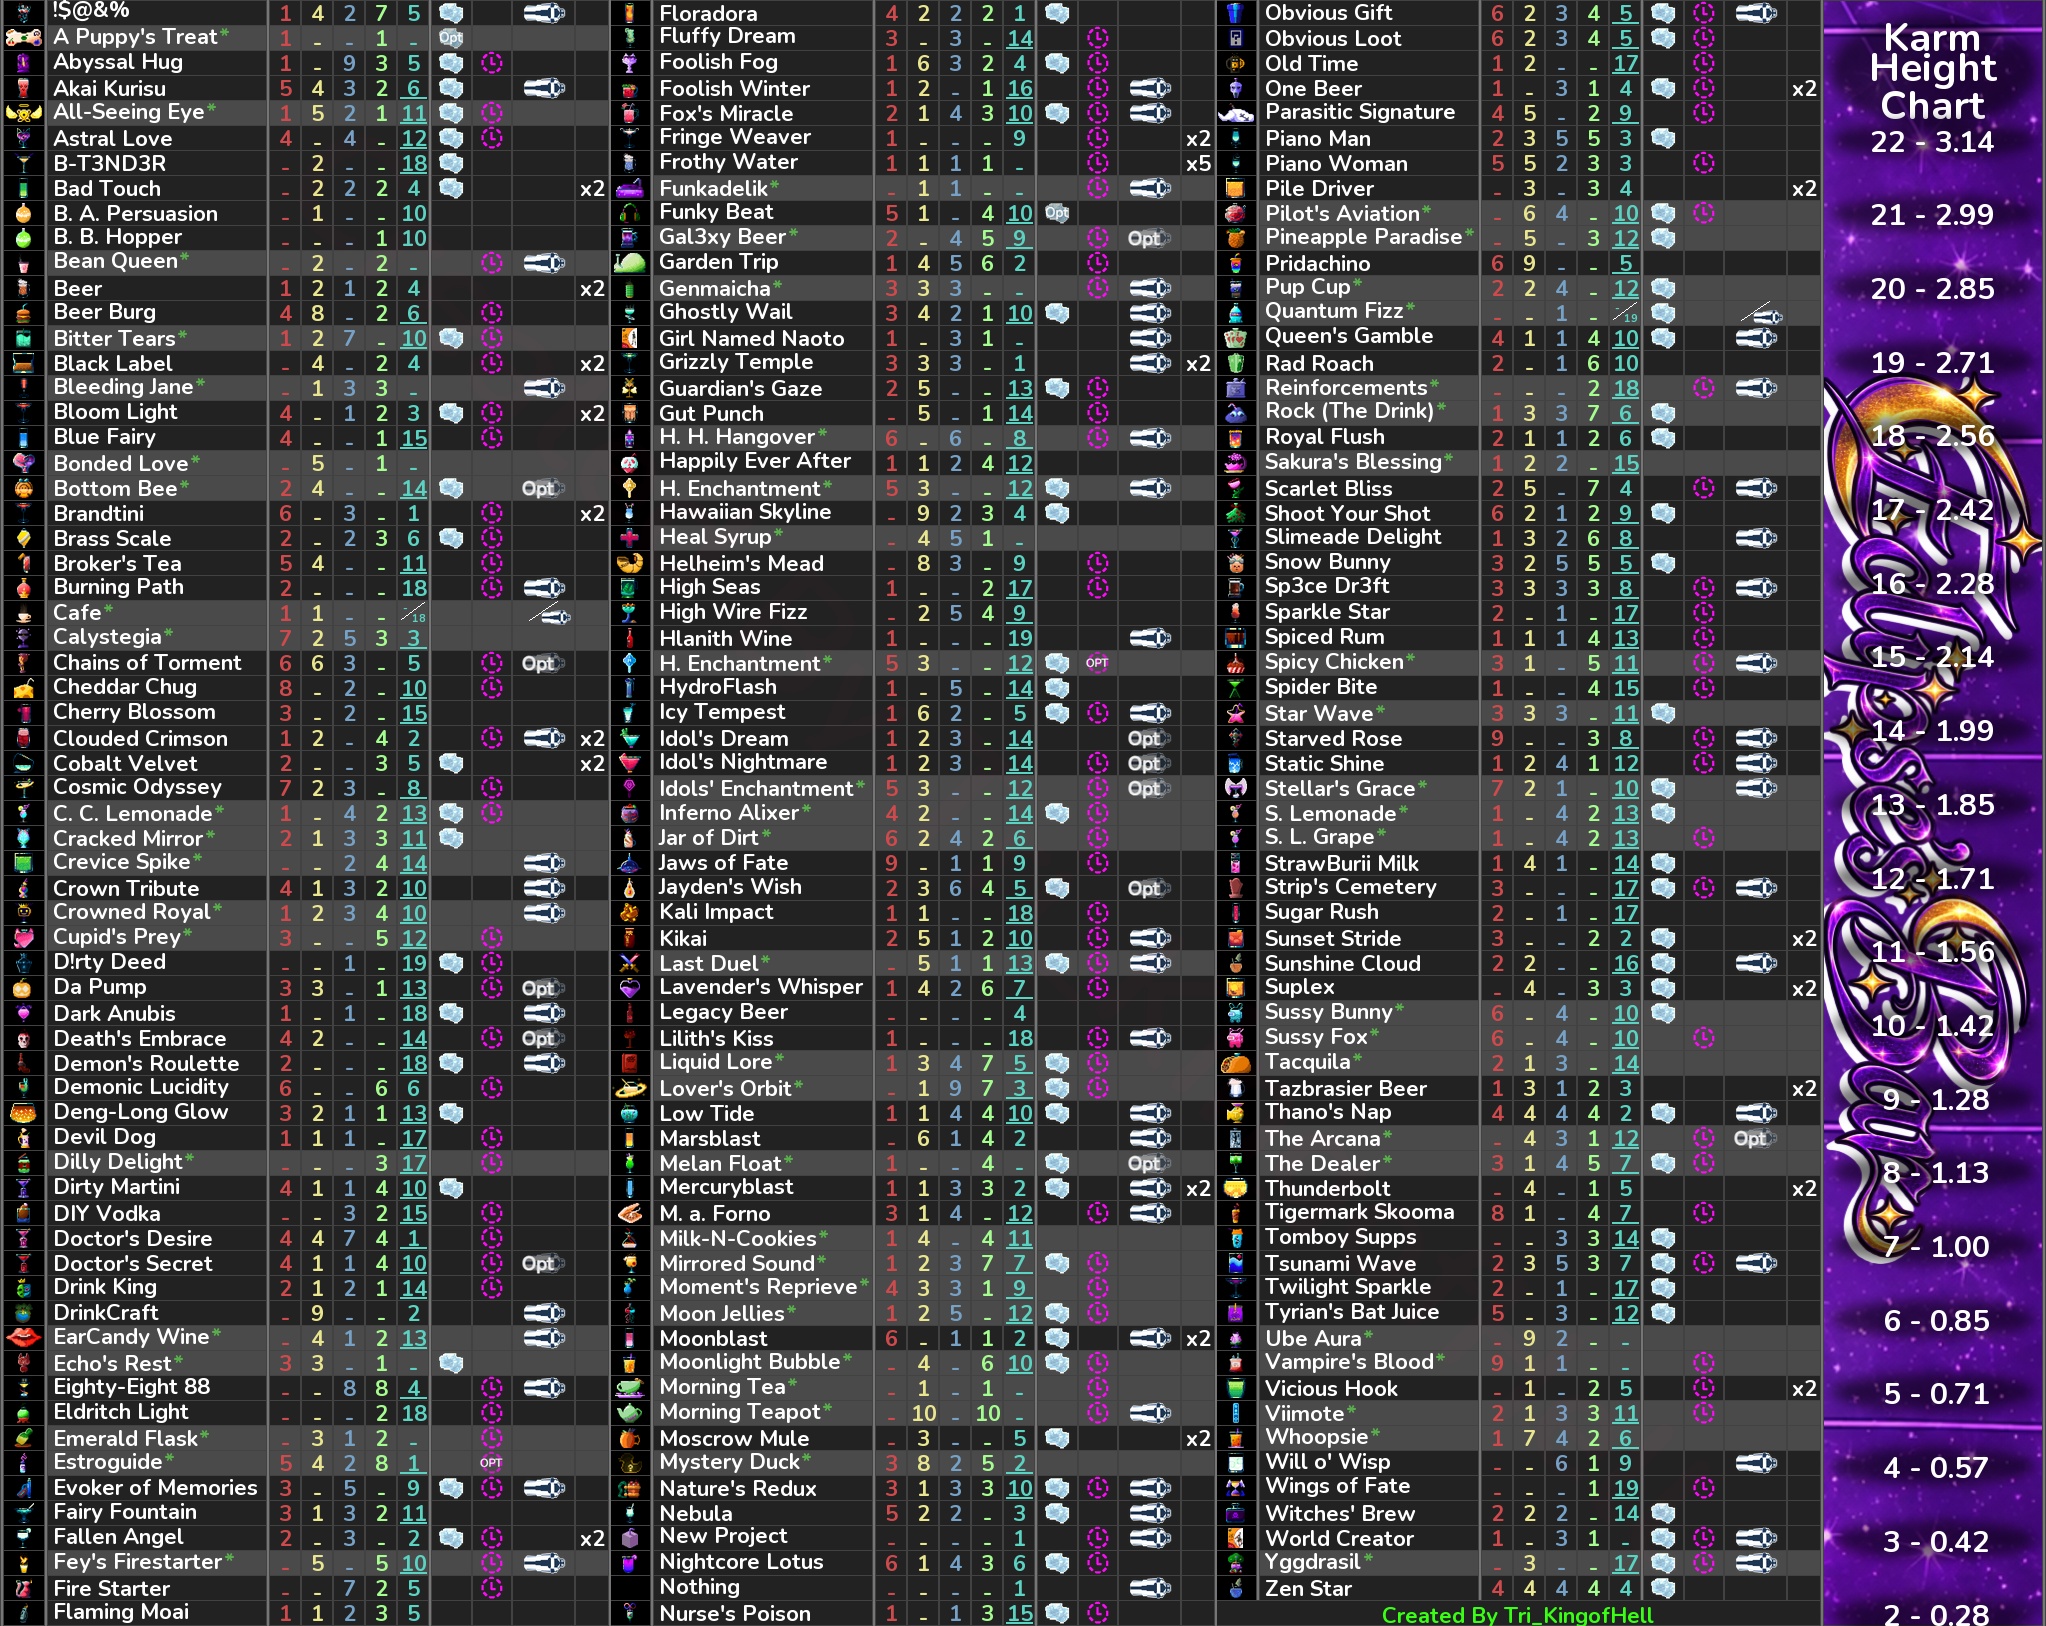 !$@&% 1 4 2 7 5
A Puppy's Treat* 1 - - 1 - Opt
Abyssal Hug 1 - 9 3 5
Akai Kurisu 5 4 3 2 6
All-Seeing Eye* 1 5 2 1 11
Astral Love 4 - 4 - 12
B-T3ND3R - 2 - - 18
Bad Touch - 2 2 2 4 x2
B. A. Persuasion - 1 - - 10
B. B. Hopper - - - 1 10
Bean Queen* - 2 - 2 -
Beer 1 2 1 2 4 x2
Beer Burg 4 8 - 2 6
Bitter Tears* 1 2 7 - 10
Black Label - 4 - 2 4 x2
Bleeding Jane* - 1 3 3 -
Bloom Light 4 - 1 2 3 x2
Blue Fairy 4 - - 1 15
Bonded Love* - 5 - 1 -
Bottom Bee* 2 4 - - 14 Opt
Brandtini 6 - 3 - 1 x2
Brass Scale 2 - 2 3 6
Broker's Tea 5 4 - - 11
Burning Path 2 - - - 18
Cafe* 1 1 - - -/18
Calystegia* 7 2 5 3 3
Chains of Torment 6 6 3 - 5 Opt
Cheddar Chug 8 - 2 - 10
Cherry Blossom 3 - 2 - 15
Clouded Crimson 1 2 - 4 2 x2
Cobalt Velvet 2 - - 3 5 x2
Cosmic Odyssey 7 2 3 - 8
C. C. Lemonade* 1 - 4 2 13
Cracked Mirror* 2 1 3 3 11
Crevice Spike* - - 2 4 14
Crown Tribute 4 1 3 2 10
Crowned Royal* 1 2 3 4 10
Cupid's Prey* 3 - - 5 12
D!rty Deed - - 1 - 19
Da Pump 3 3 - 1 13 Opt
Dark Anubis 1 - 1 - 18
Death's Embrace 4 2 - - 14 Opt
Demon's Roulette 2 - - - 18
Demonic Lucidity 6 - - 6 6
Deng-Long Glow 3 2 1 1 13
Devil Dog 1 1 1 - 17
Dilly Delight* - - - 3 17
Dirty Martini 4 1 1 4 10
DIY Vodka - - 3 2 15
Doctor's Desire 4 4 7 4 1
Doctor's Secret 4 1 1 4 10 Opt
Drink King 2 1 2 1 14
DrinkCraft - 9 - - 2
EarCandy Wine* - 4 1 2 13
Echo's Rest* 3 3 - 1 -
Eighty-Eight 88 - - 8 8 4
Eldritch Light - - - 2 18
Emerald Flask* - 3 1 2 -
Estroguide* 5 4 2 8 1 OPT
Evoker of Memories 3 - 5 - 9
Fairy Fountain 3 1 3 2 11
Fallen Angel 2 - 3 - 2 x2
Fey's Firestarter* - 5 - 5 10
Fire Starter - - 7 2 5
Flaming Moai 1 1 2 3 5
Floradora 4 2 2 2 1
Fluffy Dream 3 - 3 - 14
Foolish Fog 1 6 3 2 4
Foolish Winter 1 2 - 1 16
Fox's Miracle 2 1 4 3 10
Fringe Weaver 1 - - - 9 x2
Frothy Water 1 1 1 1 - x5
Funkadelik* - 1 1 - -
Funky Beat 5 1 - 4 10 Opt
Gal3xy Beer* 2 - 4 5 9 Opt
Garden Trip 1 4 5 6 2
Genmaicha* 3 3 3 - -
Ghostly Wail 3 4 2 1 10
Girl Named Naoto 1 - 3 1 -
Grizzly Temple 3 3 3 - 1 x2
Guardian's Gaze 2 5 - - 13
Gut Punch - 5 - 1 14
H. H. Hangover* 6 - 6 - 8
Happily Ever After 1 1 2 4 12
H. Enchantment* 5 3 - - 12
Hawaiian Skyline - 9 2 3 4
Heal Syrup* - 4 5 1 -
Helheim's Mead - 8 3 - 9
High Seas 1 - - 2 17
High Wire Fizz - 2 5 4 9
Hlanith Wine 1 - - - 19
H. Enchantment* 5 3 - - 12 OPT
HydroFlash 1 - 5 - 14
Icy Tempest 1 6 2 - 5
Idol's Dream 1 2 3 - 14 Opt
Idol's Nightmare 1 2 3 - 14 Opt
Idols' Enchantment* 5 3 - - 12 Opt
Inferno Alixer* 4 2 - - 14
Jar of Dirt* 6 2 4 2 6
Jaws of Fate 9 - 1 1 9
Jayden's Wish 2 3 6 4 5 Opt
Kali Impact 1 1 - - 18
Kikai 2 5 1 2 10
Last Duel* - 5 1 1 13
Lavender's Whisper 1 4 2 6 7
Legacy Beer - - - - 4
Lilith's Kiss 1 - - - 18
Liquid Lore* 1 3 4 7 5
Lover's Orbit* - 1 9 7 3
Low Tide 1 1 4 4 10
Marsblast - 6 1 4 2
Melan Float* 1 - - 4 - Opt
Mercuryblast 1 1 3 3 2 x2
M. a. Forno 3 1 4 - 12
Milk-N-Cookies* 1 4 - 4 11
Mirrored Sound* 1 2 3 7 7
Moment's Reprieve* 4 3 3 1 9
Moon Jellies* 1 2 5 - 12
Moonblast 6 - 1 1 2 x2
Moonlight Bubble* - 4 - 6 10
Morning Tea* - 1 - 1 -
Morning Teapot* - 10 - 10 -
Moscrow Mule - 3 - - 5 x2
Mystery Duck* 3 8 2 5 2
Nature's Redux 3 1 3 3 10
Nebula 5 2 2 - 3
New Project - - - - 1
Nightcore Lotus 6 1 4 3 6
Nothing - - - - 1
Nurse's Poison 1 - 1 3 15
Obvious Gift 6 2 3 4 5
Obvious Loot 6 2 3 4 5
Old Time 1 2 - - 17
One Beer 1 - 3 1 4 x2
Parasitic Signature 4 5 - 2 9
Piano Man 2 3 5 5 3
Piano Woman 5 5 2 3 3
Pile Driver - 3 - 3 4 x2
Pilot's Aviation* - 6 4 - 10
Pineapple Paradise* - 5 - 3 12
Pridachino 6 9 - - 5
Pup Cup* 2 2 4 - 12
Quantum Fizz* - - 1 - -/19
Queen's Gamble 4 1 1 4 10
Rad Roach 2 - 1 6 10
Reinforcements* - - - 2 18
Rock (The Drink)* 1 3 3 7 6
Royal Flush 2 1 1 2 6
Sakura's Blessing* 1 2 2 - 15
Scarlet Bliss 2 5 - 7 4
Shoot Your Shot 6 2 1 2 9
Slimeade Delight 1 3 2 6 8
Snow Bunny 3 2 5 5 5
Sp3ce Dr3ft 3 3 3 3 8
Sparkle Star 2 - 1 - 17
Spiced Rum 1 1 1 4 13
Spicy Chicken* 3 1 - 5 11
Spider Bite 1 - - 4 15
Star Wave* 3 3 3 - 11
Starved Rose 9 - - 3 8
Static Shine 1 2 4 1 12
Stellar's Grace* 7 2 1 - 10
S. Lemonade* 1 - 4 2 13
S. L. Grape* 1 - 4 2 13
StrawBurii Milk 1 4 1 - 14
Strip's Cemetery 3 - - - 17
Sugar Rush 2 - 1 - 17
Sunset Stride 3 - - 2 2 x2
Sunshine Cloud 2 2 - - 16
Suplex - 4 - 3 3 x2
Sussy Bunny* 6 - 4 - 10
Sussy Fox* 6 - 4 - 10
Tacquila* 2 1 3 - 14
Tazbrasier Beer 1 3 1 2 3 x2
Thano's Nap 4 4 4 4 2
The Arcana* - 4 3 1 12 Opt
The Dealer* 3 1 4 5 7
Thunderbolt - 4 - 1 5 x2
Tigermark Skooma 8 1 - 4 7
Tomboy Supps - - 3 3 14
Tsunami Wave 2 3 5 3 7
Twilight Sparkle 2 - 1 - 17
Tyrian's Bat Juice 5 - 3 - 12
Ube Aura* - 9 2 - -
Vampire's Blood* 9 1 1 - -
Vicious Hook - 1 - 2 5 x2
Viimote* 2 1 3 3 11
Whoopsie* 1 7 4 2 6
Will o' Wisp - - 6 1 9
Wings of Fate - - - 1 19
Witches' Brew 2 2 2 - 14
World Creator 1 - 3 1 -
Yggdrasil* - 3 - - 17
Zen Star 4 4 4 4 4
Created By Tri_KingofHell
Karm
Height
Chart
22 - 3.14
21 - 2.99
20 - 2.85
19 - 2.71
18 - 2.56
17 - 2.42
16 - 2.28
15 - 2.14
14 - 1.99
13 - 1.85
12 - 1.71
11 - 1.56
10 - 1.42
9 - 1.28
8 - 1.13
7 - 1.00
6 - 0.85
5 - 0.71
4 - 0.57
3 - 0.42
2 - 0.28